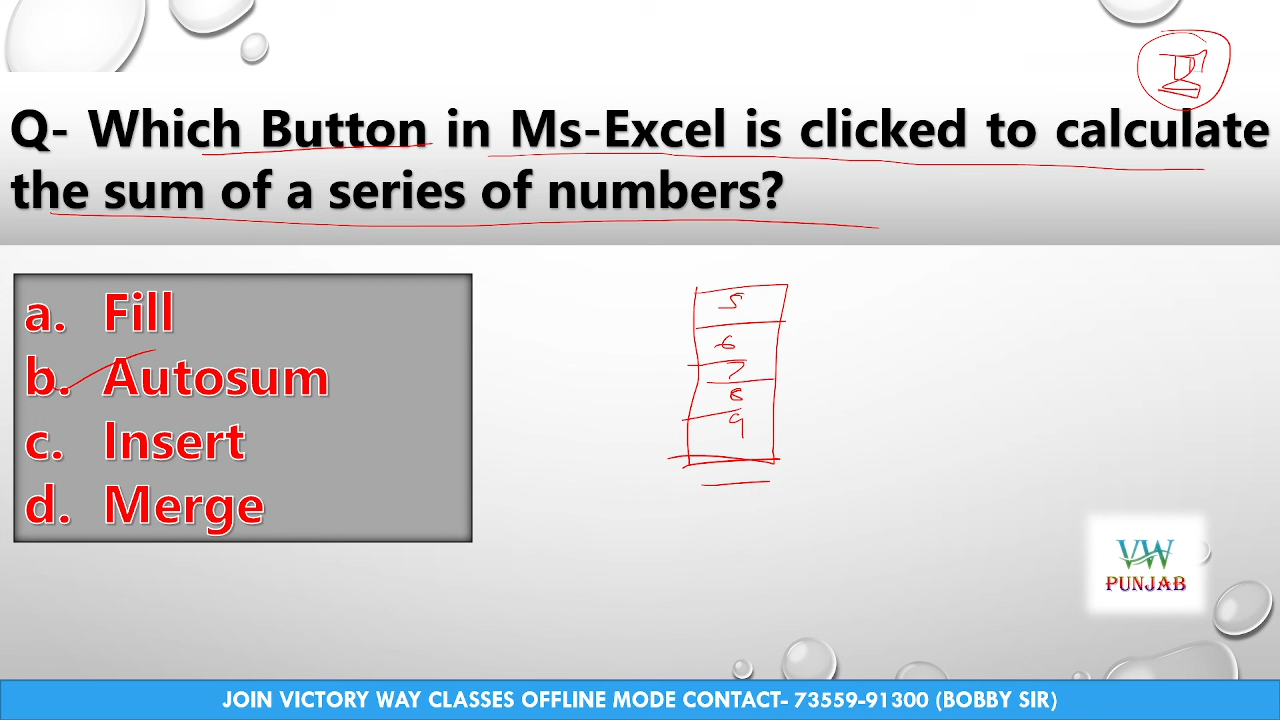 Q- Which Button in Ms-Excel is clicked to calculate
the sum of a series of numbers?
a. Fill
b. Autosum
c. Insert
d. Merge
5
6
7
8
9
VW
PUNJAB
JOIN VICTORY WAY CLASSES OFFLINE MODE CONTACT- 73559-91300 (BOBBY SIR)